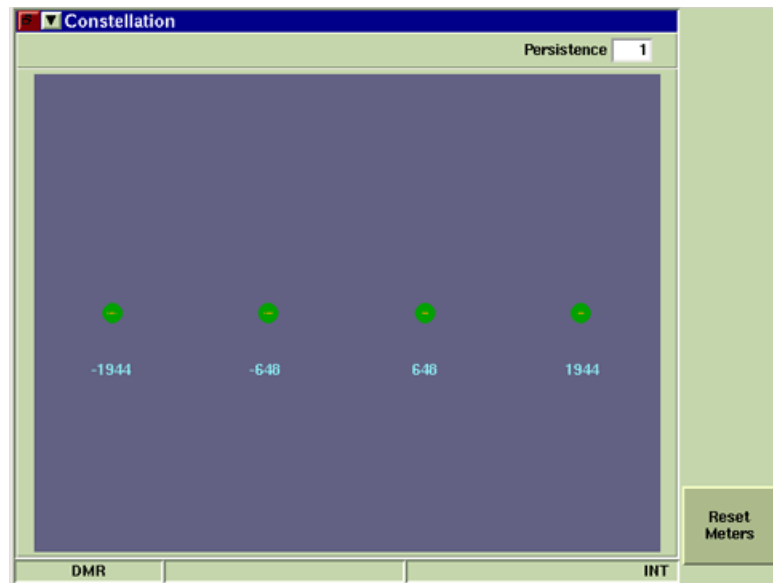 Constellation
Persistence 1
-1944 -648 648 1944
Reset
Meters
DMR INT